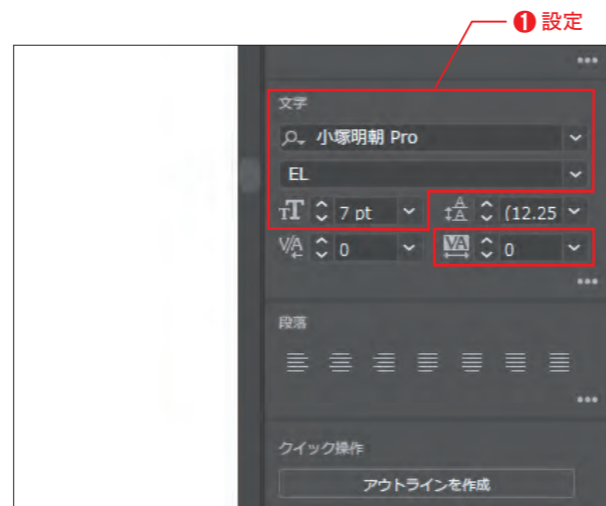 ❶設定
文字
小塚明朝 Pro
EL
7 pt (12.25
0 0
段落
クイック操作
アウトラインを作成